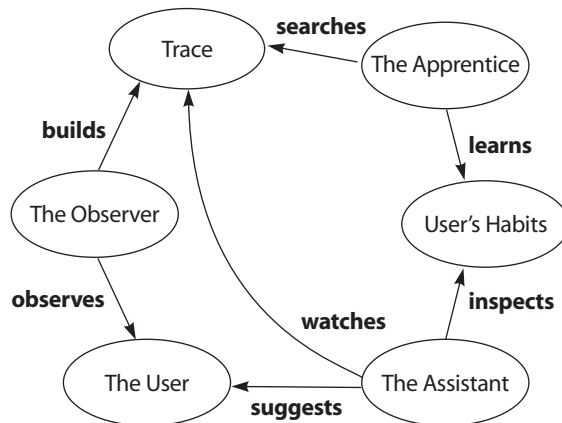 searches
Trace
The Apprentice
builds
learns
The Observer
User’s Habits
observes
watches
inspects
The User
The Assistant
suggests